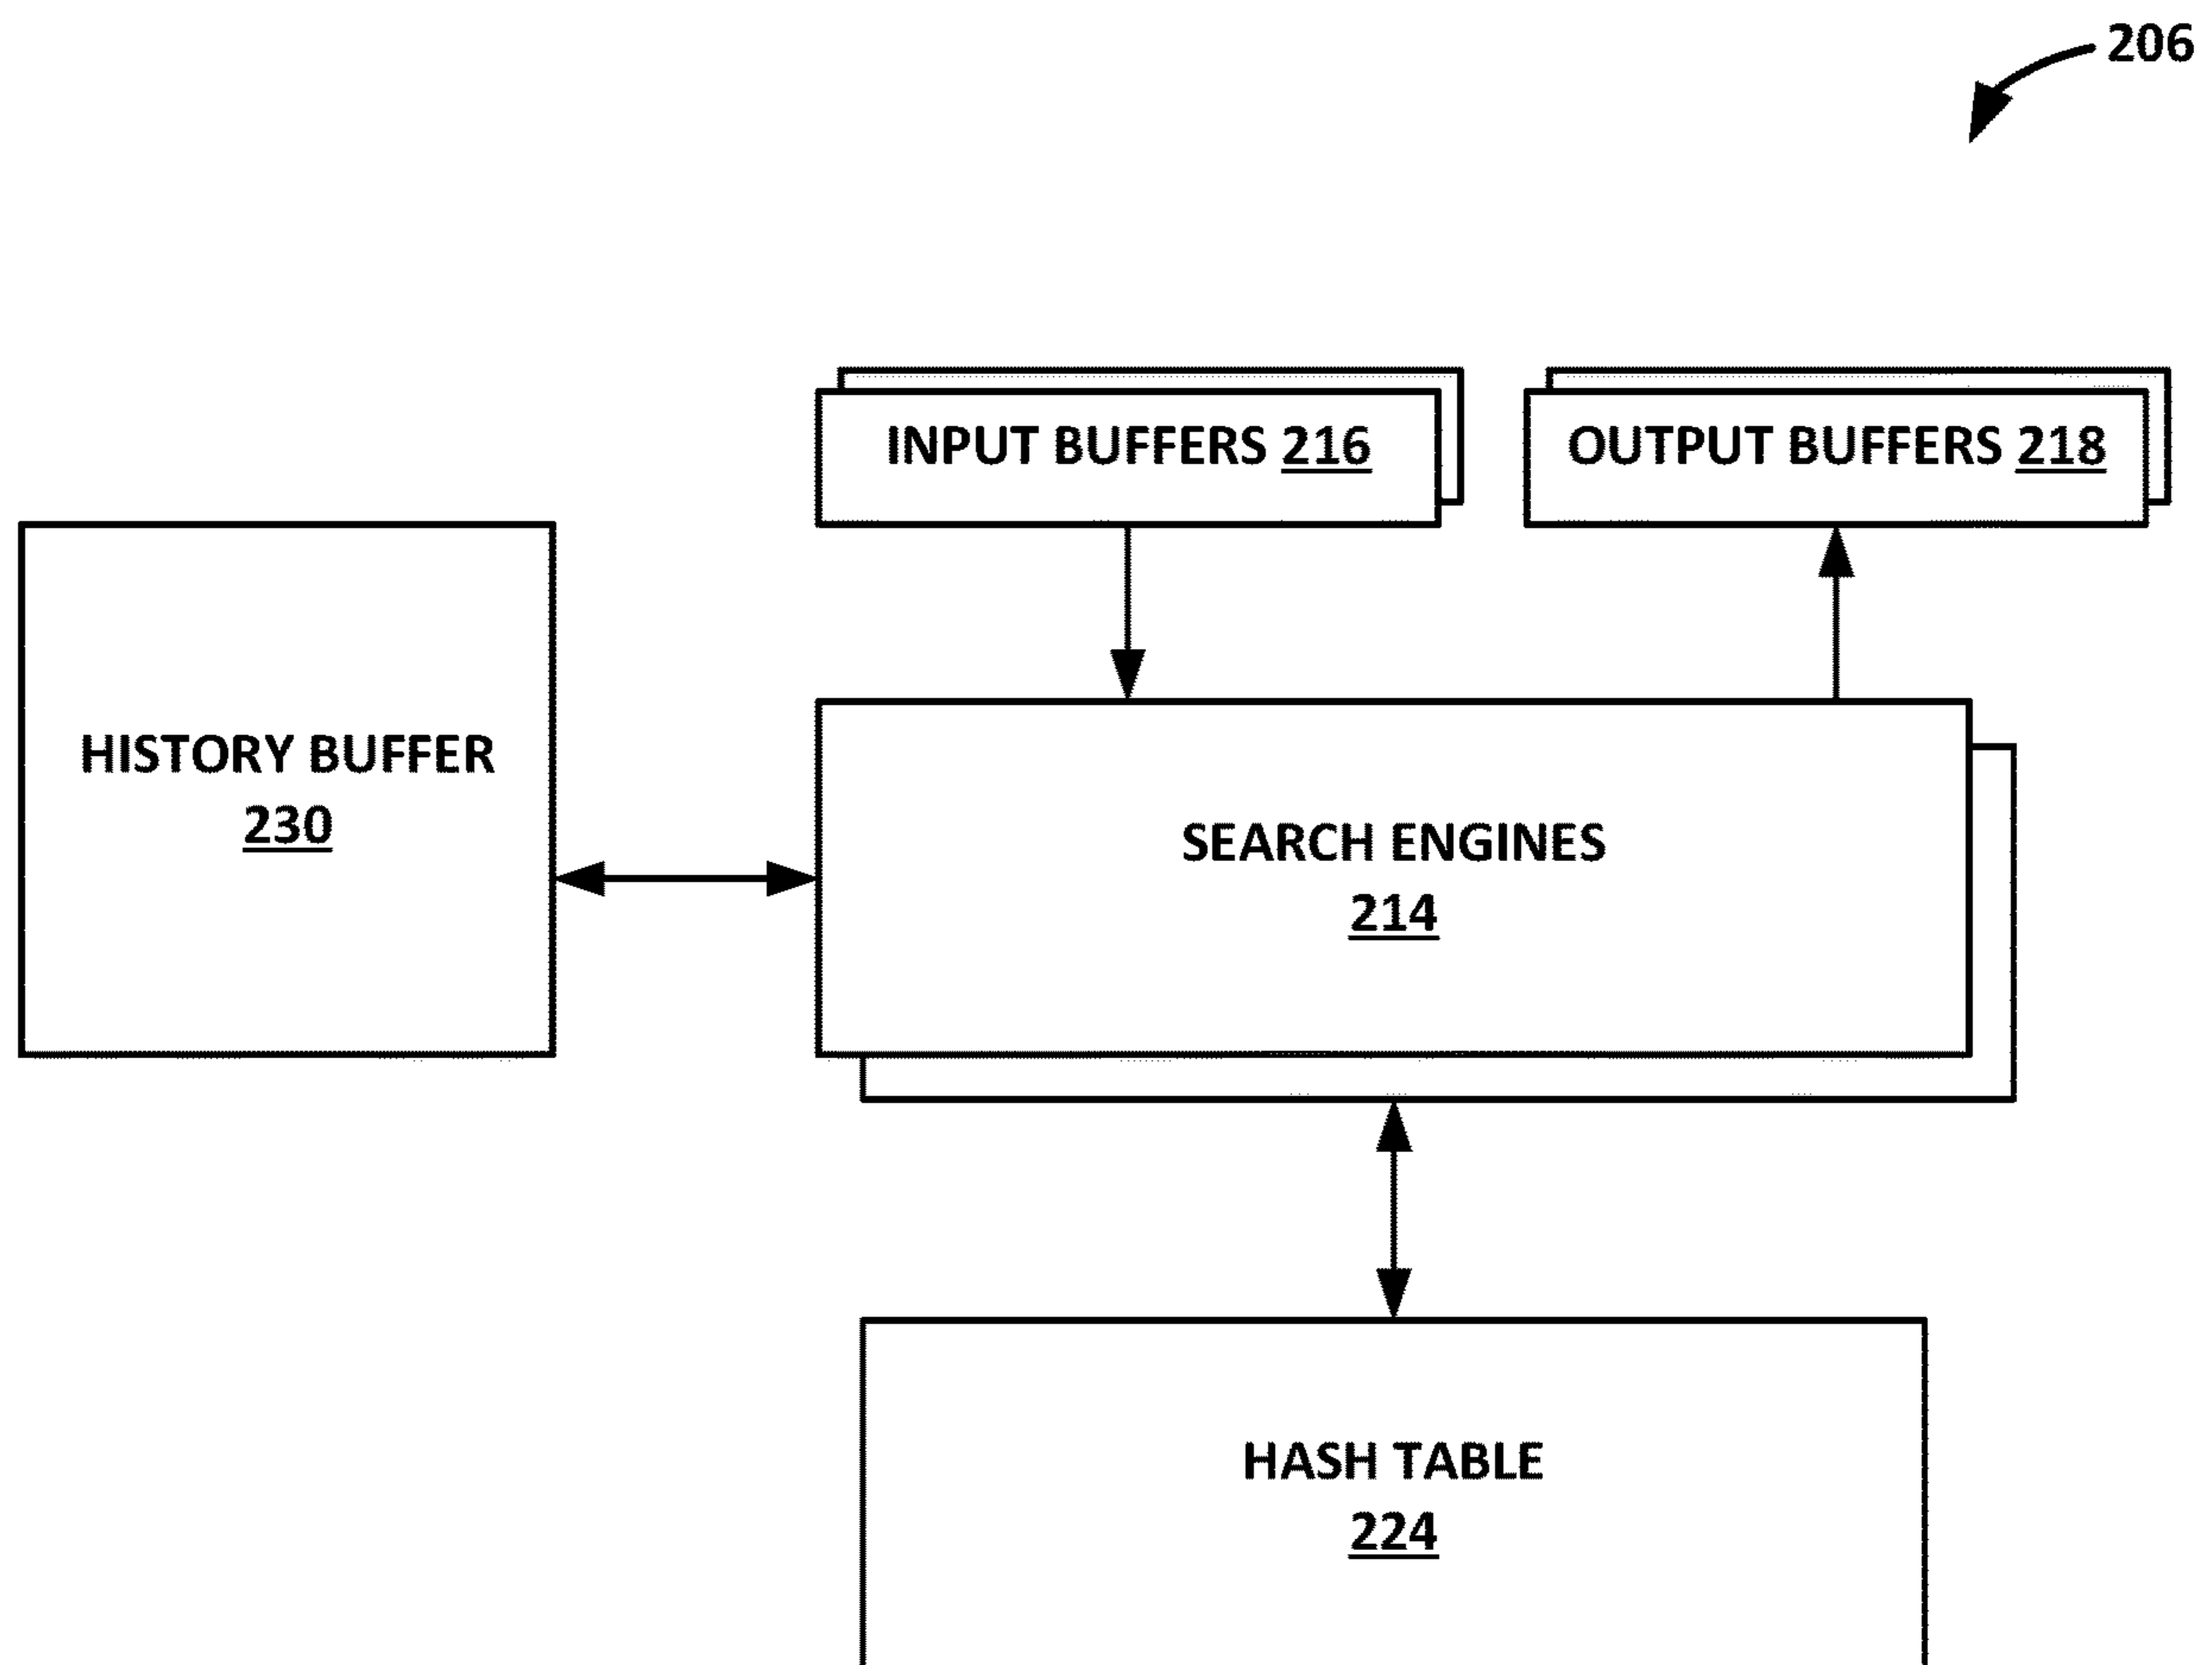 206
INPUT BUFFERS 216
OUTPUT BUFFERS 218
HISTORY BUFFER
230
SEARCH ENGINES
214
HASH TABLE
224